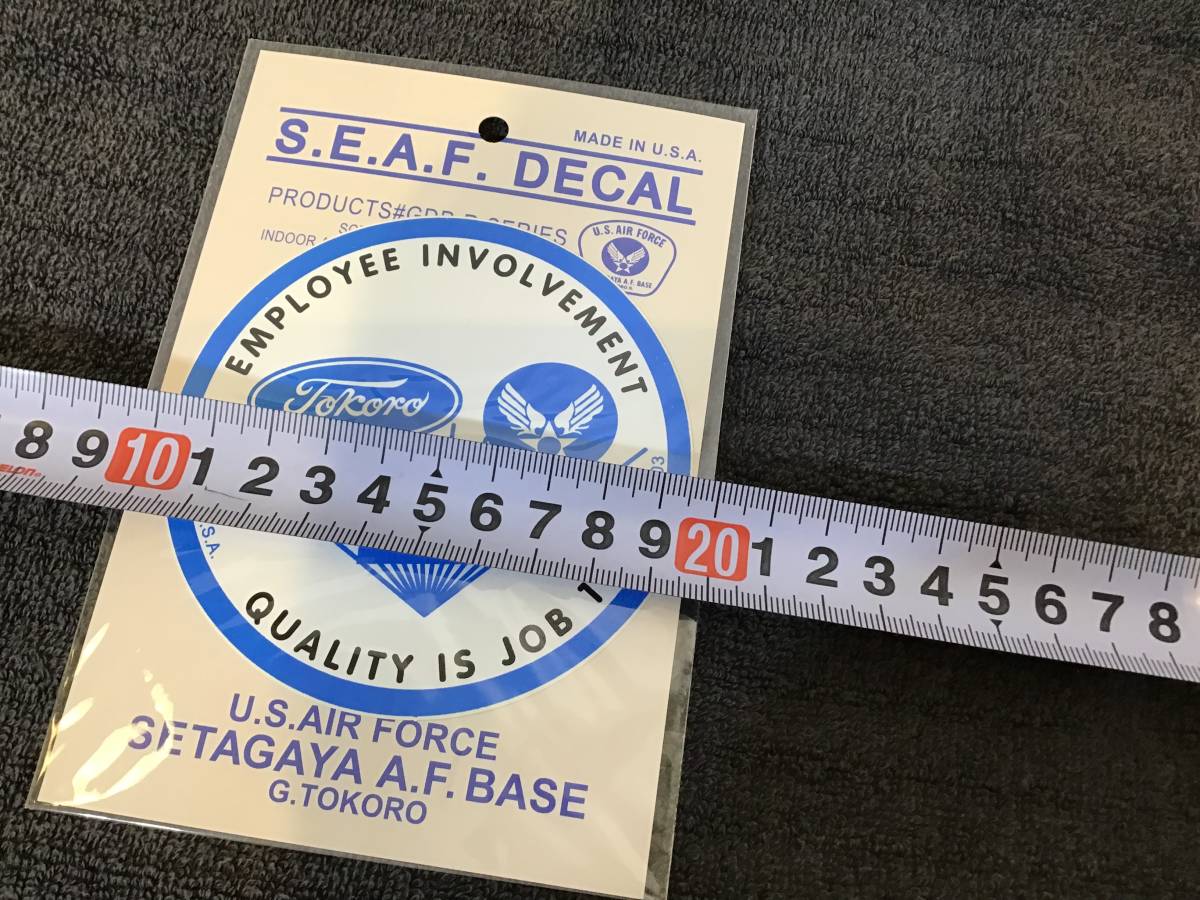 S.E.A.F. DECAL
MADE IN U.S.A.
PRODUCTS#GDP-
SERIES
INDOOR
U.S. AIR FORCE
A.F. BASE
EMPLOYEE INVOLVEMENT
Tokoro
8 9 10 1 2 3 4 5 6 7 8 9 20 1 2 3 4 5 6 7 8
QUALITY IS JOB 1
U.S.AIR FORCE
SETAGAYA A.F. BASE
G.TOKORO